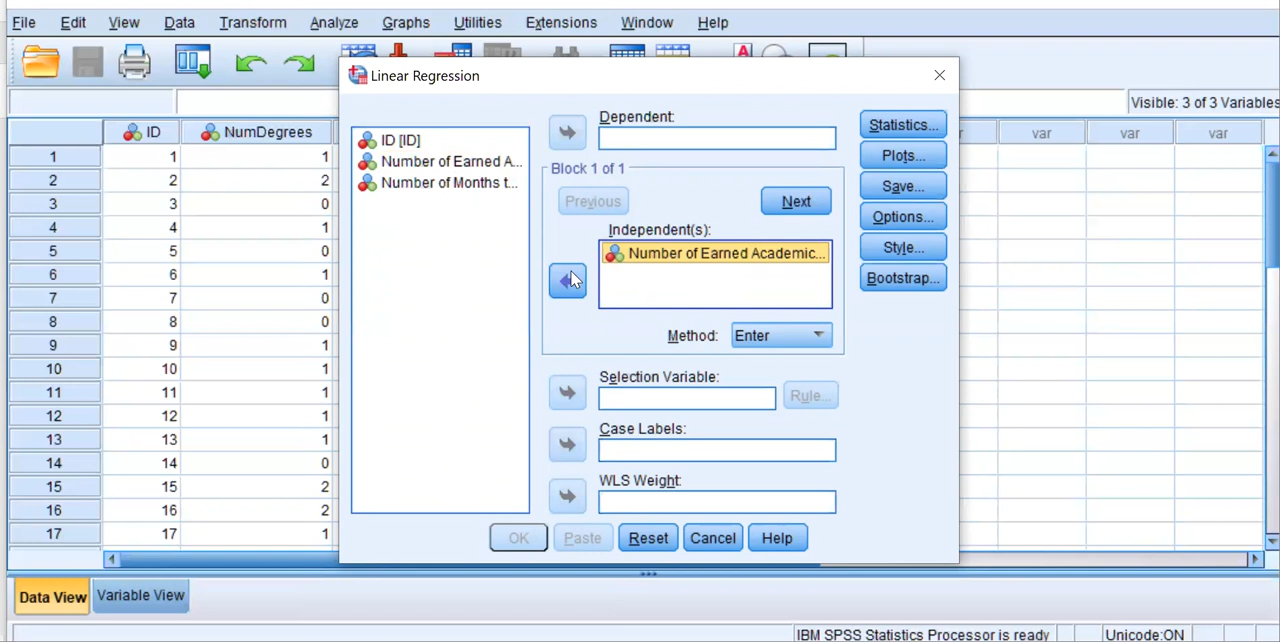 File Edit View Data Transform Analyze Graphs Utilities Extensions Window Help
A
Linear Regression
Visible: 3 of 3 Variables
ID NumDegrees var var var
1 1 1
2 2 2
3 3 0
4 4 1
5 5 0
6 6 1
7 7 0
8 8 0
9 9 1
10 10 1
11 11 1
12 12 1
13 13 1
14 14 0
15 15 2
16 16 2
17 17 1
ID [ID]
Number of Earned A...
Number of Months t...
Dependent:
Block 1 of 1
Previous Next
Independent(s):
Number of Earned Academic...
Method: Enter
Selection Variable:
Rule...
Case Labels:
WLS Weight:
Statistics...
Plots...
Save...
Options...
Style...
Bootstrap...
OK Paste Reset Cancel Help
Data View Variable View
IBM SPSS Statistics Processor is ready Unicode:ON